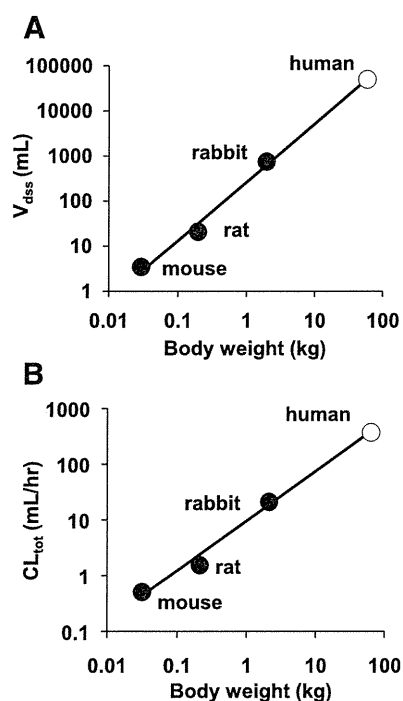 A
100000
10000
1000
100
10
1
V_dss (mL)
human
rabbit
rat
mouse
0.01 0.1 1 10 100
Body weight (kg)
B
1000
100
10
1
0.1
CL_tot (mL/hr)
human
rabbit
rat
mouse
0.01 0.1 1 10 100
Body weight (kg)